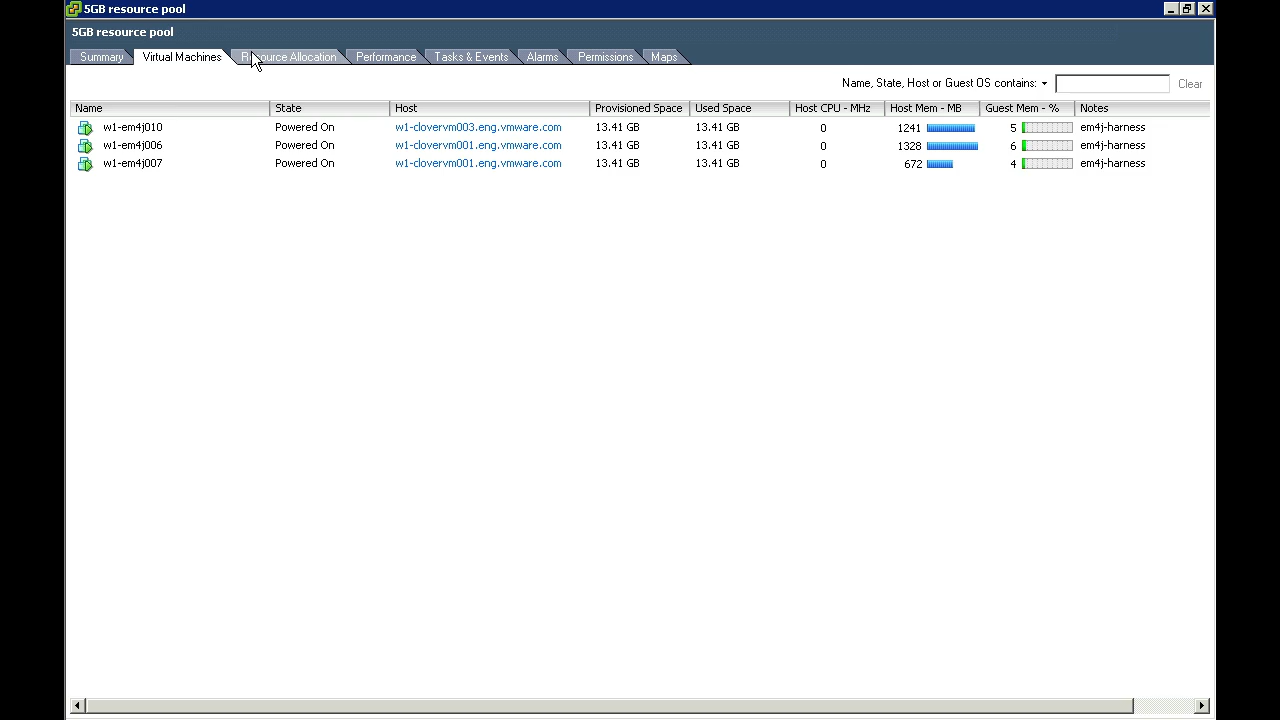 5GB resource pool
5GB resource pool
Summary Virtual Machines Resource Allocation Performance Tasks & Events Alarms Permissions Maps
Name, State, Host or Guest OS contains: Clear
Name State Host Provisioned Space Used Space Host CPU - MHz Host Mem - MB Guest Mem - % Notes
w1-em4j010 Powered On w1-clovervm003.eng.vmware.com 13.41 GB 13.41 GB 0 1241 5 em4j-harness
w1-em4j006 Powered On w1-clovervm001.eng.vmware.com 13.41 GB 13.41 GB 0 1328 6 em4j-harness
w1-em4j007 Powered On w1-clovervm001.eng.vmware.com 13.41 GB 13.41 GB 0 672 4 em4j-harness